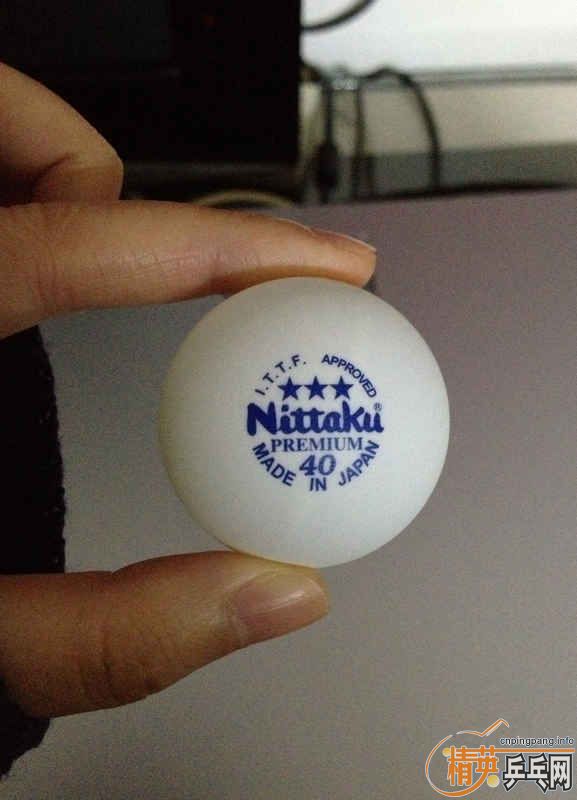 I.T.T.F. APPROVED
★★★
Nittaku®
PREMIUM
40
MADE IN JAPAN
cnpingpang.info
精英乒乓网